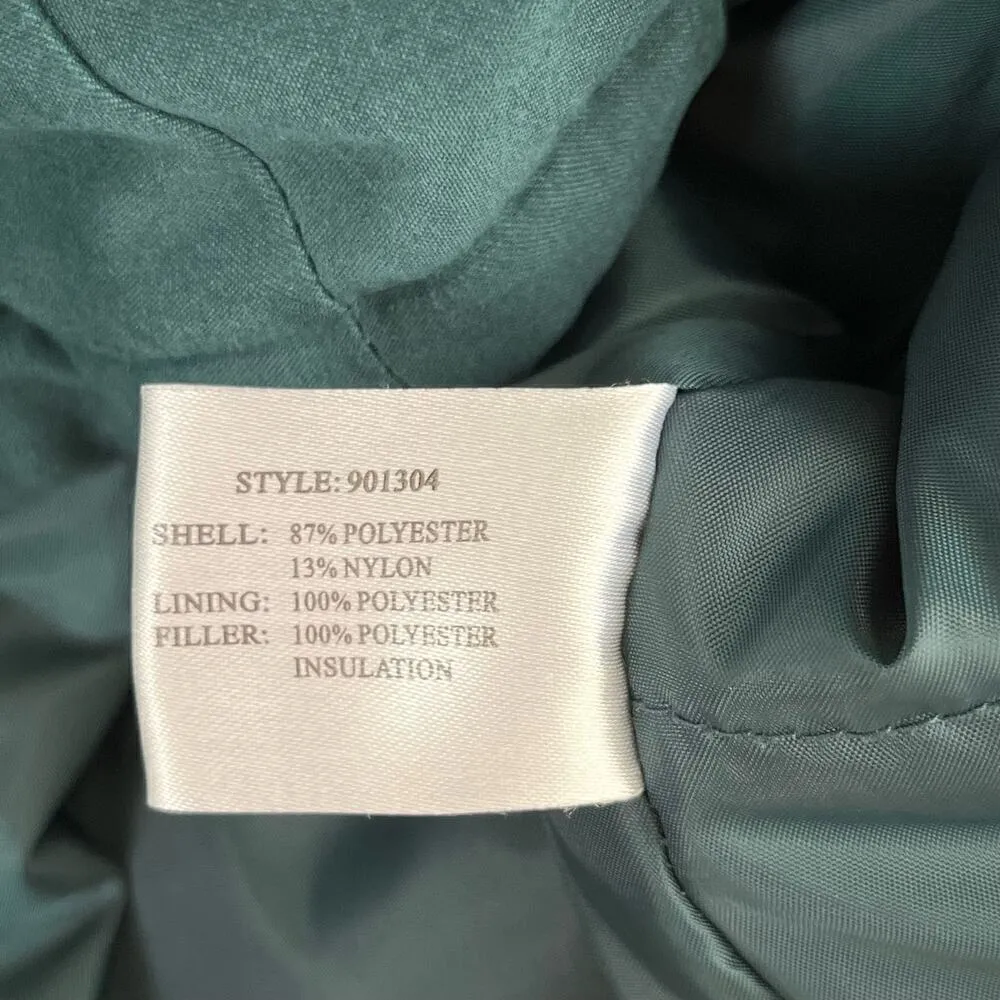 STYLE: 901304
SHELL: 87% POLYESTER
13% NYLON
LINING: 100% POLYESTER
FILLER: 100% POLYESTER
INSULATION